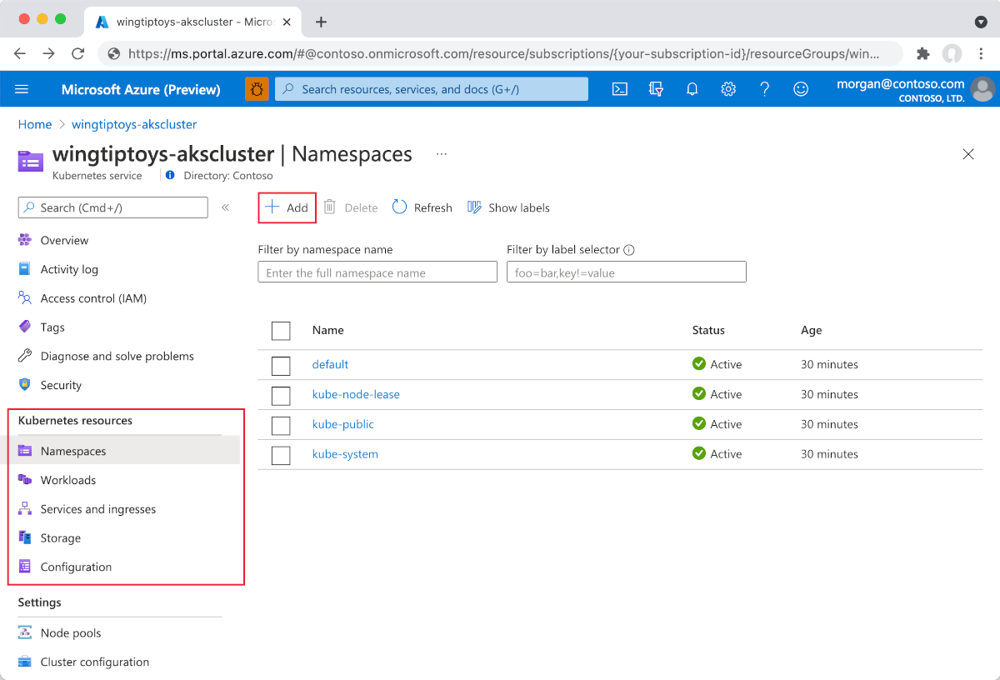 wingtiptoys-akscluster - Micro
https://ms.portal.azure.com/#@contoso.onmicrosoft.com/resource/subscriptions/{your-subscription-id}/resourceGroups/win...
Microsoft Azure (Preview)
Search resources, services, and docs (G+/)
morgan@contoso.com
CONTOSO, LTD.
Home > wingtiptoys-akscluster
wingtiptoys-akscluster | Namespaces ...
Kubernetes service
Directory: Contoso
Search (Cmd+/)
«
Overview
Activity log
Access control (IAM)
Tags
Diagnose and solve problems
Security
Kubernetes resources
Namespaces
Workloads
Services and ingresses
Storage
Configuration
Settings
Node pools
Cluster configuration
Add Delete Refresh Show labels
Filter by namespace name
Enter the full namespace name
Filter by label selector
foo=bar,key!=value
Name Status Age
default Active 30 minutes
kube-node-lease Active 30 minutes
kube-public Active 30 minutes
kube-system Active 30 minutes